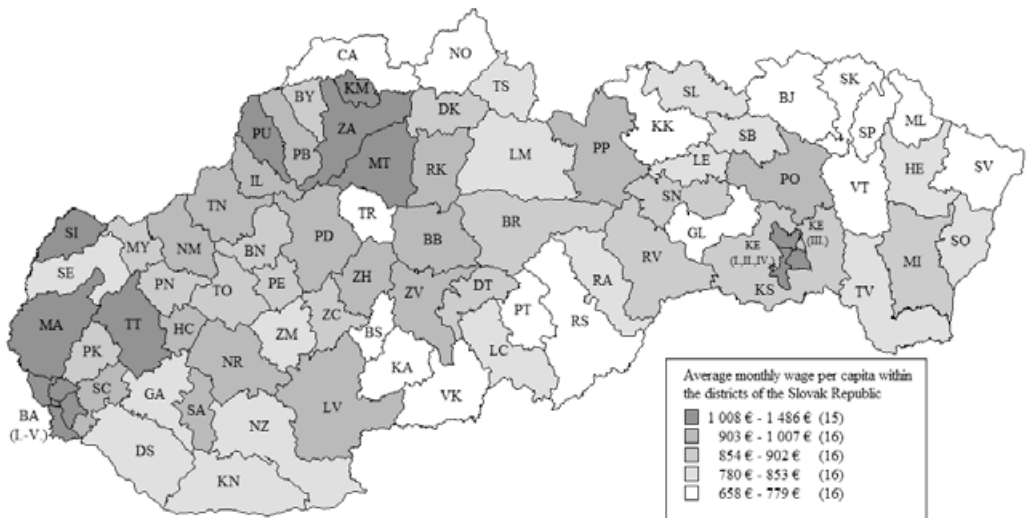 CA
NO
KM
BY
TS
DK
PU
ZA
PB
MT
RK
LM
IL
KK
SL
PP
SB
LE
BJ
SK
SP
ML
SV
HE
VT
PO
SN
GL
KE
(I.,II.,IV.)
KE
(III.)
KS
MI
SO
TV
TN
TR
SI
MY
NM
BN
PD
BB
BR
RV
SE
PN
TO
PE
ZH
ZV
DT
RA
RS
PT
MA
TT
HC
ZM
ZC
BS
KA
LC
VK
PK
SC
NR
GA
SA
LV
BA
(I.-V.)
NZ
DS
KN
Average monthly wage per capita within
the districts of the Slovak Republic
1 008 € - 1 486 € (15)
903 € - 1 007 € (16)
854 € - 902 € (16)
780 € - 853 € (16)
658 € - 779 € (16)